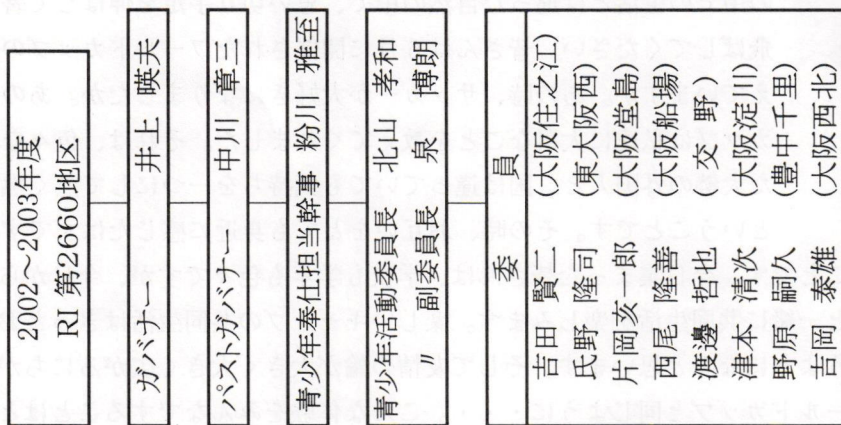 2002～2003年度
RI 第2660地区
ガバナー 井上 暎夫
パストガバナー 中川 章三
青少年奉仕担当幹事 粉川 雅至
青少年活動委員長 北山 孝和
〃 副委員長 泉 博朗
委 員
吉田 賢一 (大阪住之江)
氏野 隆司 (東大阪西)
片岡 (大阪堂島)
西尾 隆善 (大阪船場)
渡邊 哲也 (交 野)
津本 清次 (大阪淀川)
野原 嗣久 (豊中千里)
吉岡 泰雄 (大阪西北)